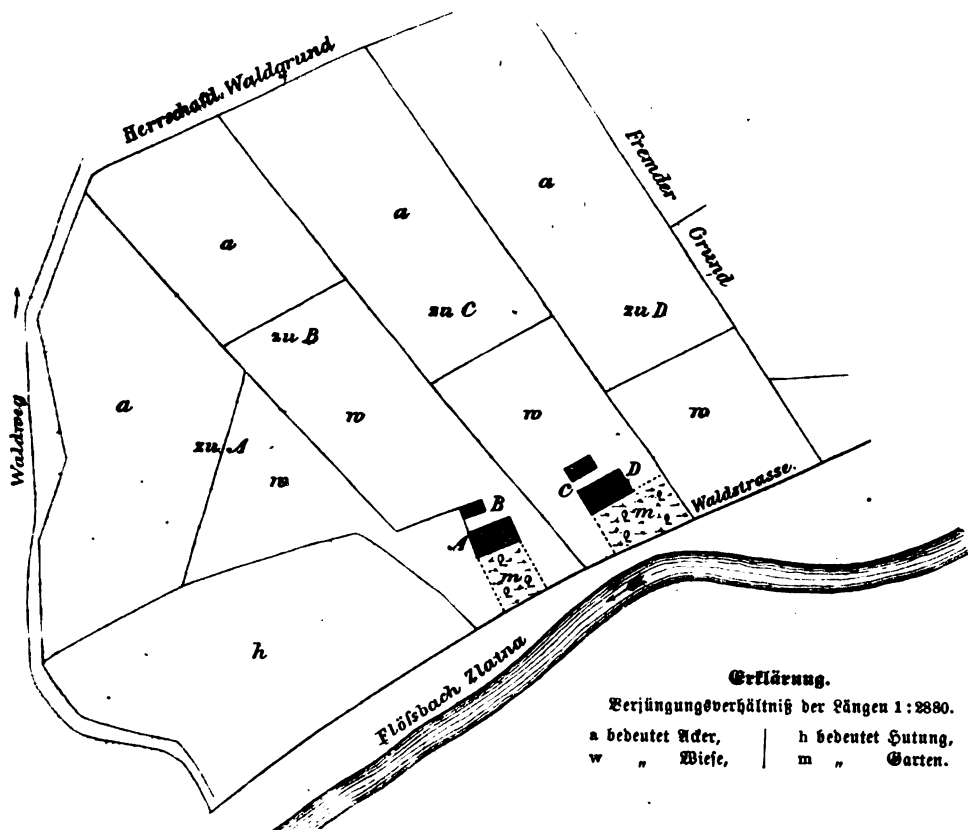 Herrschaftl. Waldgrund
Fremder
Grund
a
a
a
zu B
zu C
zu D
a
zu A
w
w
w
w
Waldweg
B
A
C
D
m
m
Waldstrasse.
h
Flößbach Zlatna
Erklärung.
Verjüngungsverhältniß der Längen 1:2880.
a bedeutet Acker,
w „ Wiese,
h bedeutet Hutung,
m „ Garten.